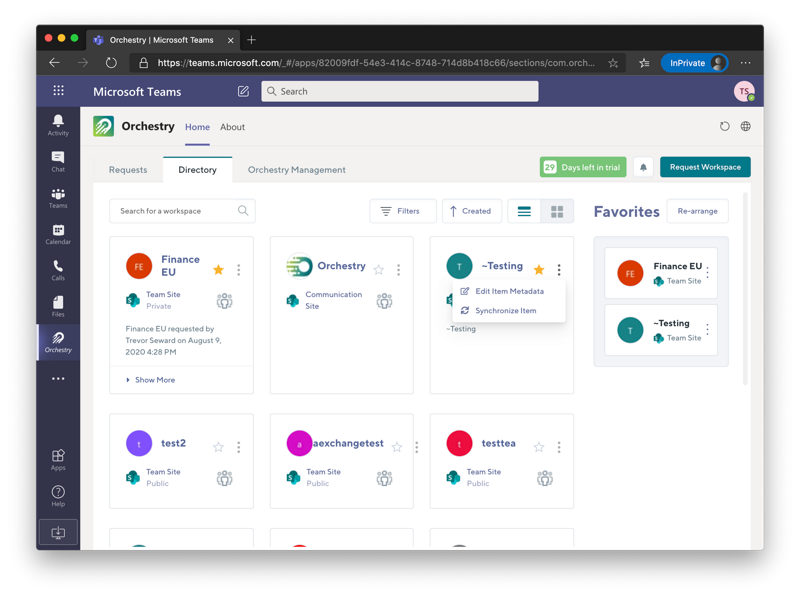 Orchestry | Microsoft Teams
https://teams.microsoft.com/_#/apps/82009fdf-54e3-414c-8748-714d8b418c66/sections/com.orch...
InPrivate
Microsoft Teams
Search
TS
Activity
Chat
Teams
Calendar
Calls
Files
Orchestry
Apps
Help
Orchestry
Home
About
Requests
Directory
Orchestry Management
29 Days left in trial
Request Workspace
Search for a workspace
Filters
Created
Favorites
Re-arrange
FE
Finance
EU
Team Site
Private
Finance EU requested by
Trevor Seward on August 9,
2020 4:28 PM
Show More
Orchestry
Communication
Site
T
~Testing
Edit Item Metadata
Synchronize Item
~Testing
FE
Finance EU
Team Site
T
~Testing
Team Site
t
test2
Team Site
Public
a
aexchangetest
Team Site
Public
t
testtea
Team Site
Public